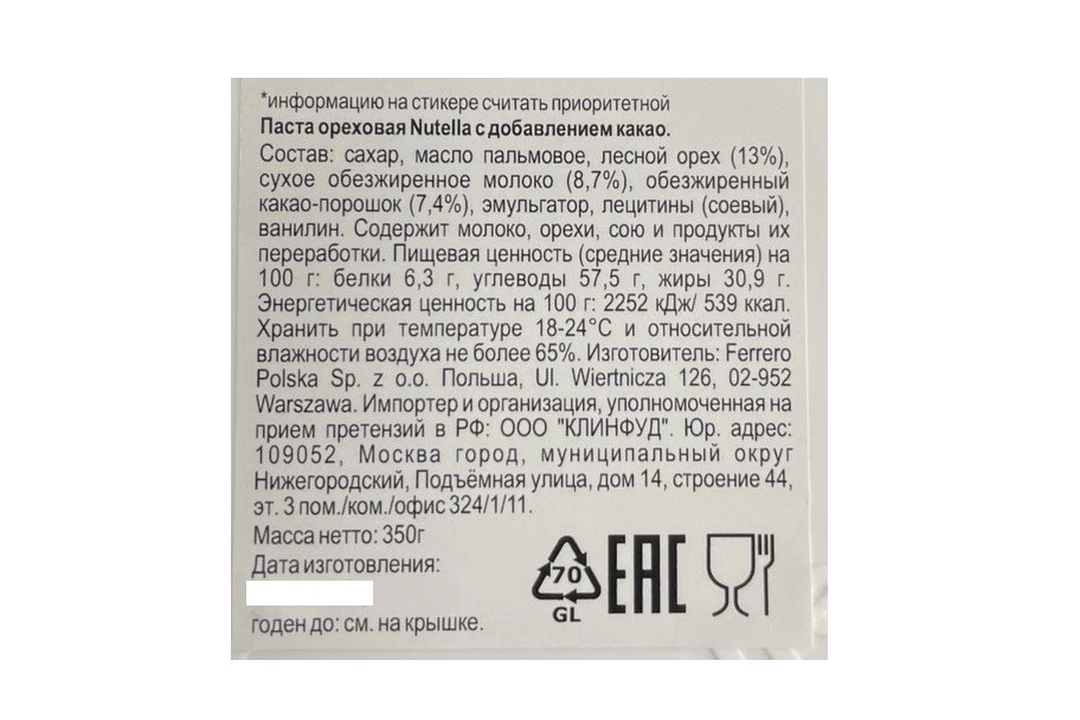 *информацию на стикере считать приоритетной
Паста ореховая Nutella с добавлением какао.
Состав: сахар, масло пальмовое, лесной орех (13%),
сухое обезжиренное молоко (8,7%), обезжиренный
какао-порошок (7,4%), эмульгатор, лецитины (соевый),
ванилин. Содержит молоко, орехи, сою и продукты их
переработки. Пищевая ценность (средние значения) на
100 г: белки 6,3 г, углеводы 57,5 г, жиры 30,9 г.
Энергетическая ценность на 100 г: 2252 кДж/ 539 ккал.
Хранить при температуре 18-24°С и относительной
влажности воздуха не более 65%. Изготовитель: Ferrero
Polska Sp. z o.o. Польша, Ul. Wiertnicza 126, 02-952
Warszawa. Импортер и организация, уполномоченная на
прием претензий в РФ: ООО "КЛИНФУД". Юр. адрес:
109052, Москва город, муниципальный округ
Нижегородский, Подъёмная улица, дом 14, строение 44,
эт. 3 пом./ком./офис 324/1/11.
Масса нетто: 350г
Дата изготовления:
годен до: см. на крышке.
70
GL
EAC